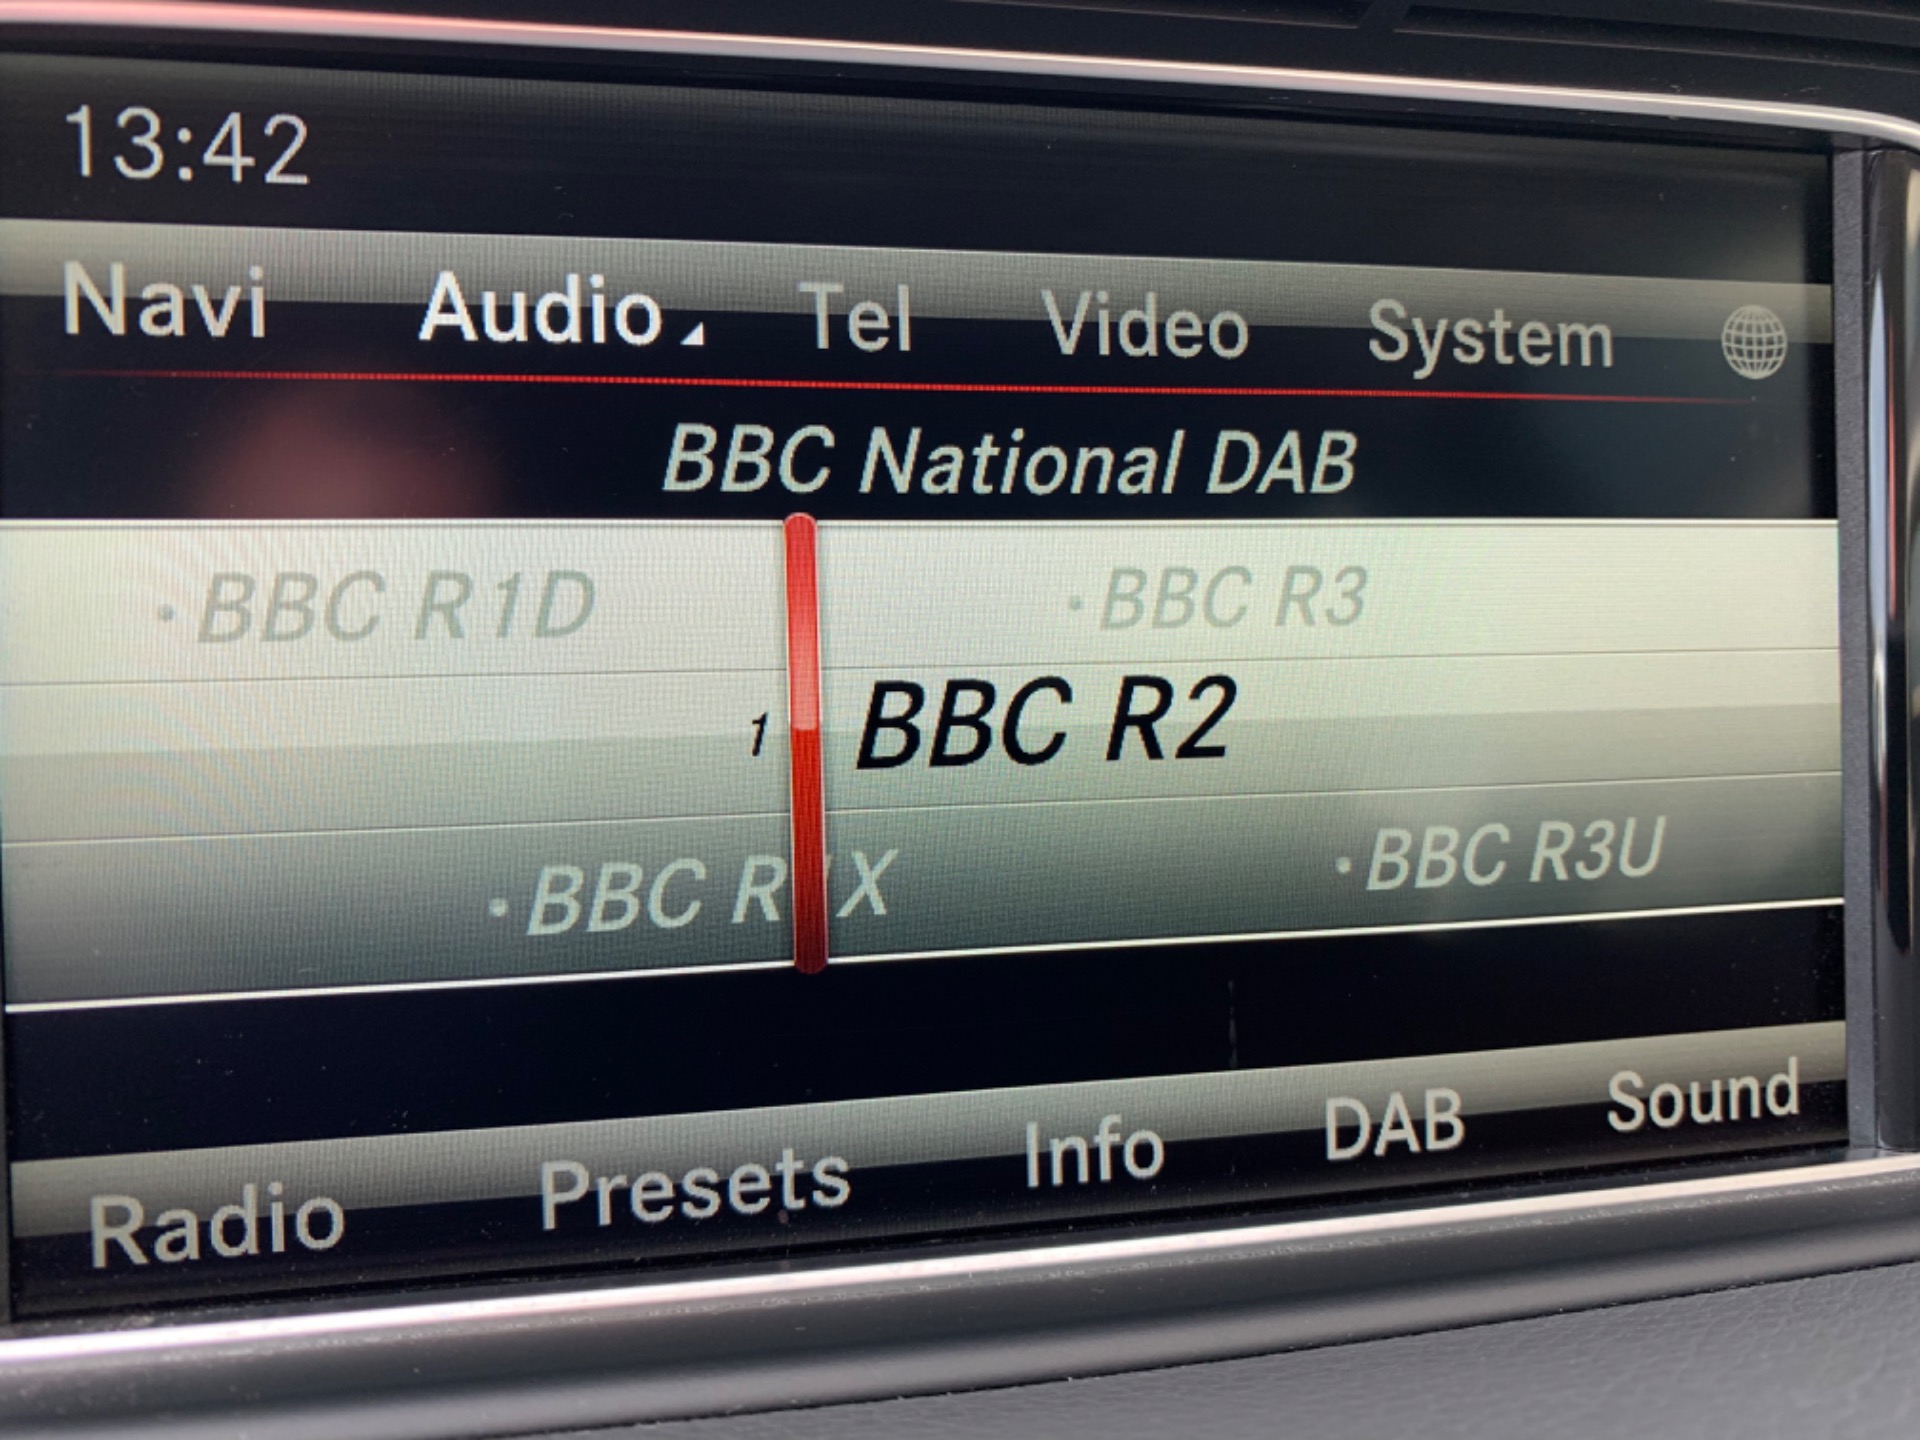 13:42
Navi Audio Tel Video System
BBC National DAB
BBC R1D BBC R3
1 BBC R2
BBC R X BBC R3U
Radio Presets Info DAB Sound